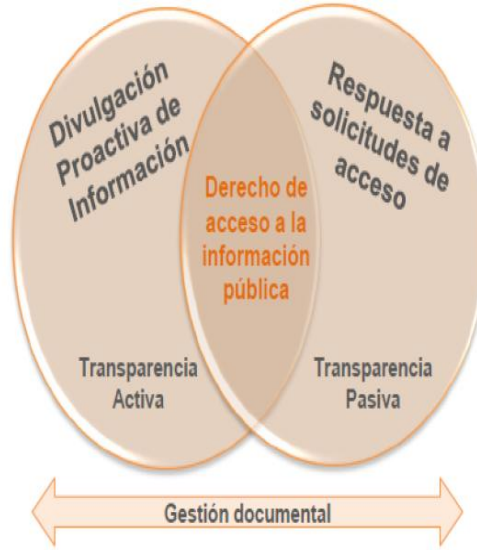 Divulgación
Proactiva de
Información
Respuesta a
solicitudes de
acceso
Derecho de
acceso a la
información
pública
Transparencia
Activa
Transparencia
Pasiva
Gestión documental